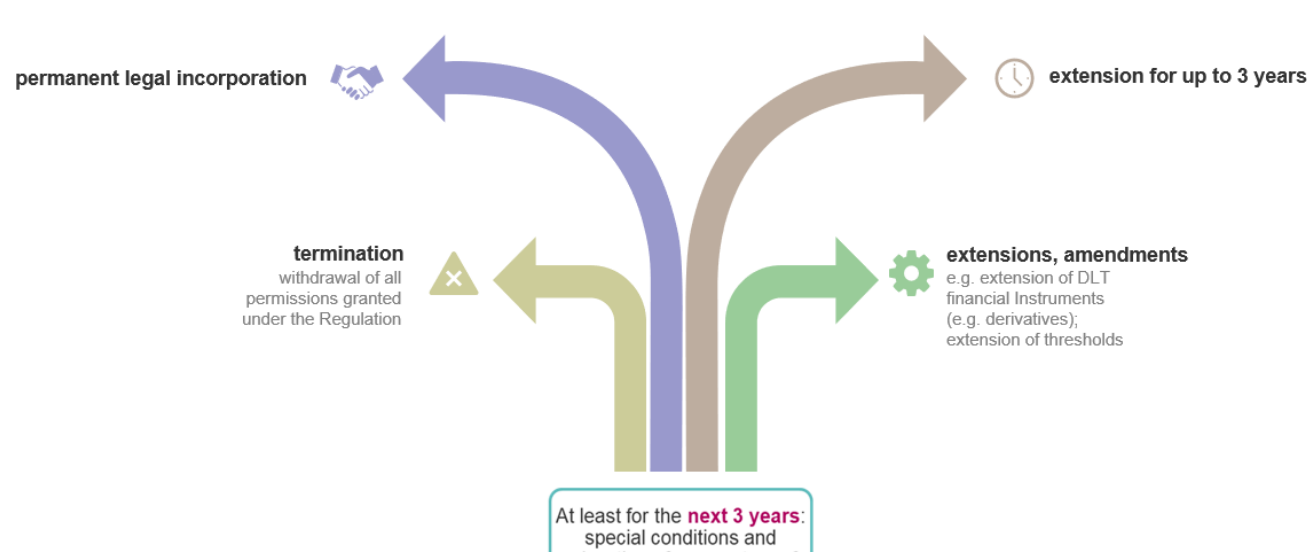 permanent legal incorporation
extension for up to 3 years
termination
withdrawal of all
permissions granted
under the Regulation
extensions, amendments
e.g. extension of DLT
financial Instruments
(e.g. derivatives);
extension of thresholds
At least for the next 3 years:
special conditions and